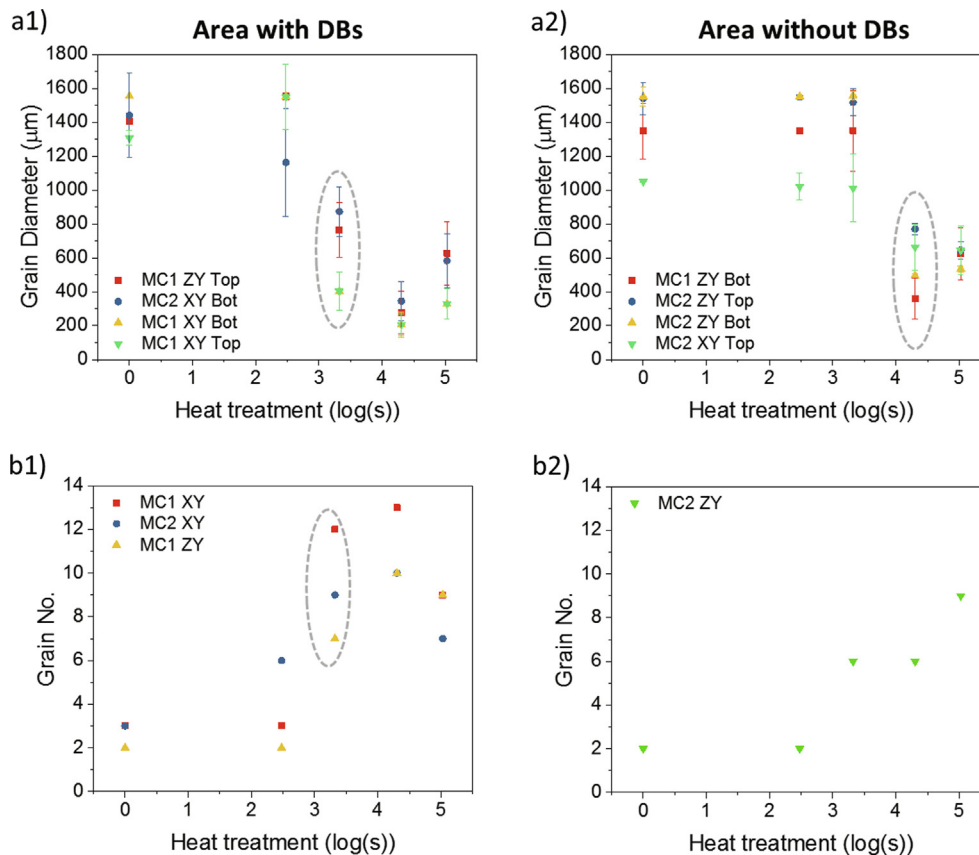 a1)
Area with DBs
Grain Diameter (μm)
1800
1600
1400
1200
1000
800
600
400
200
0
MC1 ZY Top
MC2 XY Bot
MC1 XY Bot
MC1 XY Top
0 1 2 3 4 5
Heat treatment (log(s))
a2)
Area without DBs
Grain Diameter (μm)
1800
1600
1400
1200
1000
800
600
400
200
0
MC1 ZY Bot
MC2 ZY Top
MC2 ZY Bot
MC2 XY Top
0 1 2 3 4 5
Heat treatment (log(s))
b1)
Grain No.
14
12
10
8
6
4
2
0
MC1 XY
MC2 XY
MC1 ZY
0 1 2 3 4 5
Heat treatment (log(s))
b2)
Grain No.
14
12
10
8
6
4
2
0
MC2 ZY
0 1 2 3 4 5
Heat treatment (log(s))